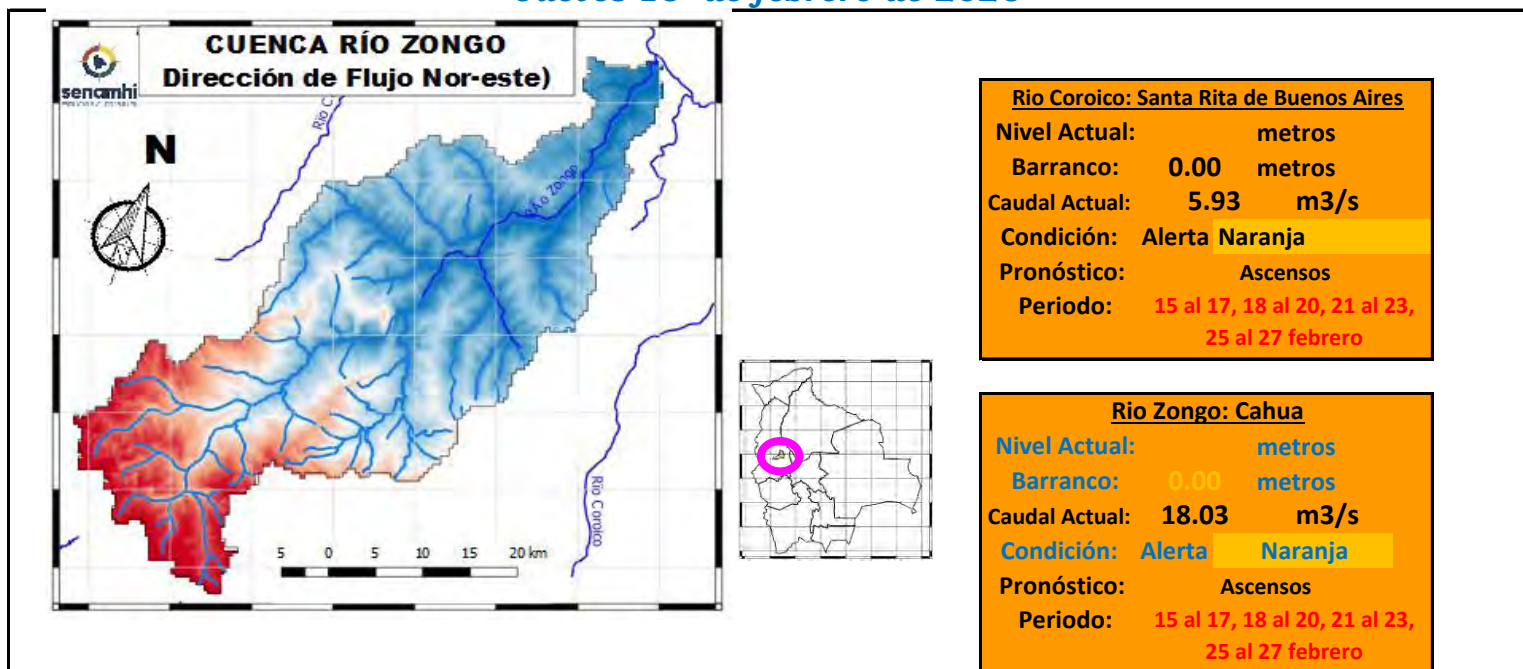 CUENCA RÍO ZONGO
Dirección de Flujo Nor-este)
senamhi
N
Río C
Río Zongo
Río Coroico
5 0 5 10 15 20 km
Rio Coroico: Santa Rita de Buenos Aires
Nivel Actual: metros
Barranco: 0.00 metros
Caudal Actual: 5.93 m3/s
Condición: Alerta Naranja
Pronóstico: Ascensos
Periodo: 15 al 17, 18 al 20, 21 al 23,
25 al 27 febrero
Rio Zongo: Cahua
Nivel Actual: metros
Barranco: 0.00 metros
Caudal Actual: 18.03 m3/s
Condición: Alerta Naranja
Pronóstico: Ascensos
Periodo: 15 al 17, 18 al 20, 21 al 23,
25 al 27 febrero